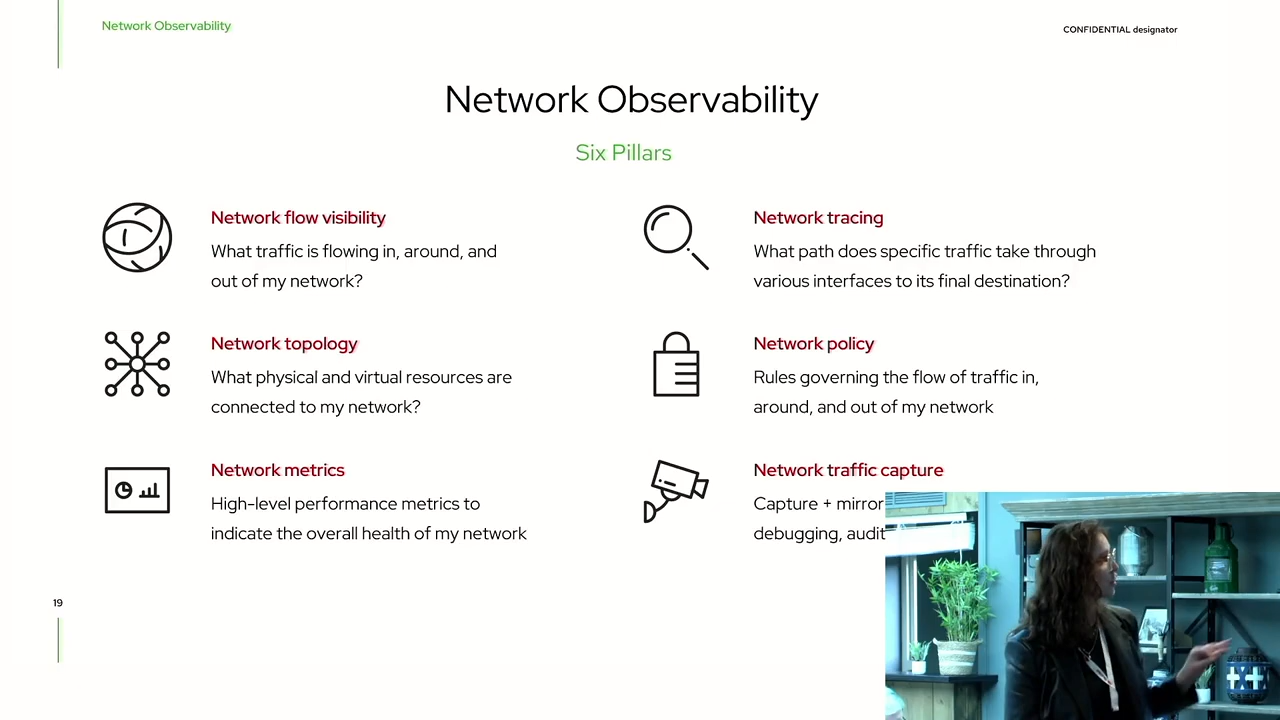 Network Observability
CONFIDENTIAL designator
Network Observability
Six Pillars
Network flow visibility
What traffic is flowing in, around, and
out of my network?
Network tracing
What path does specific traffic take through
various interfaces to its final destination?
Network topology
What physical and virtual resources are
connected to my network?
Network policy
Rules governing the flow of traffic in,
around, and out of my network
Network metrics
High-level performance metrics to
indicate the overall health of my network
Network traffic capture
Capture + mirror
debugging, audit
19